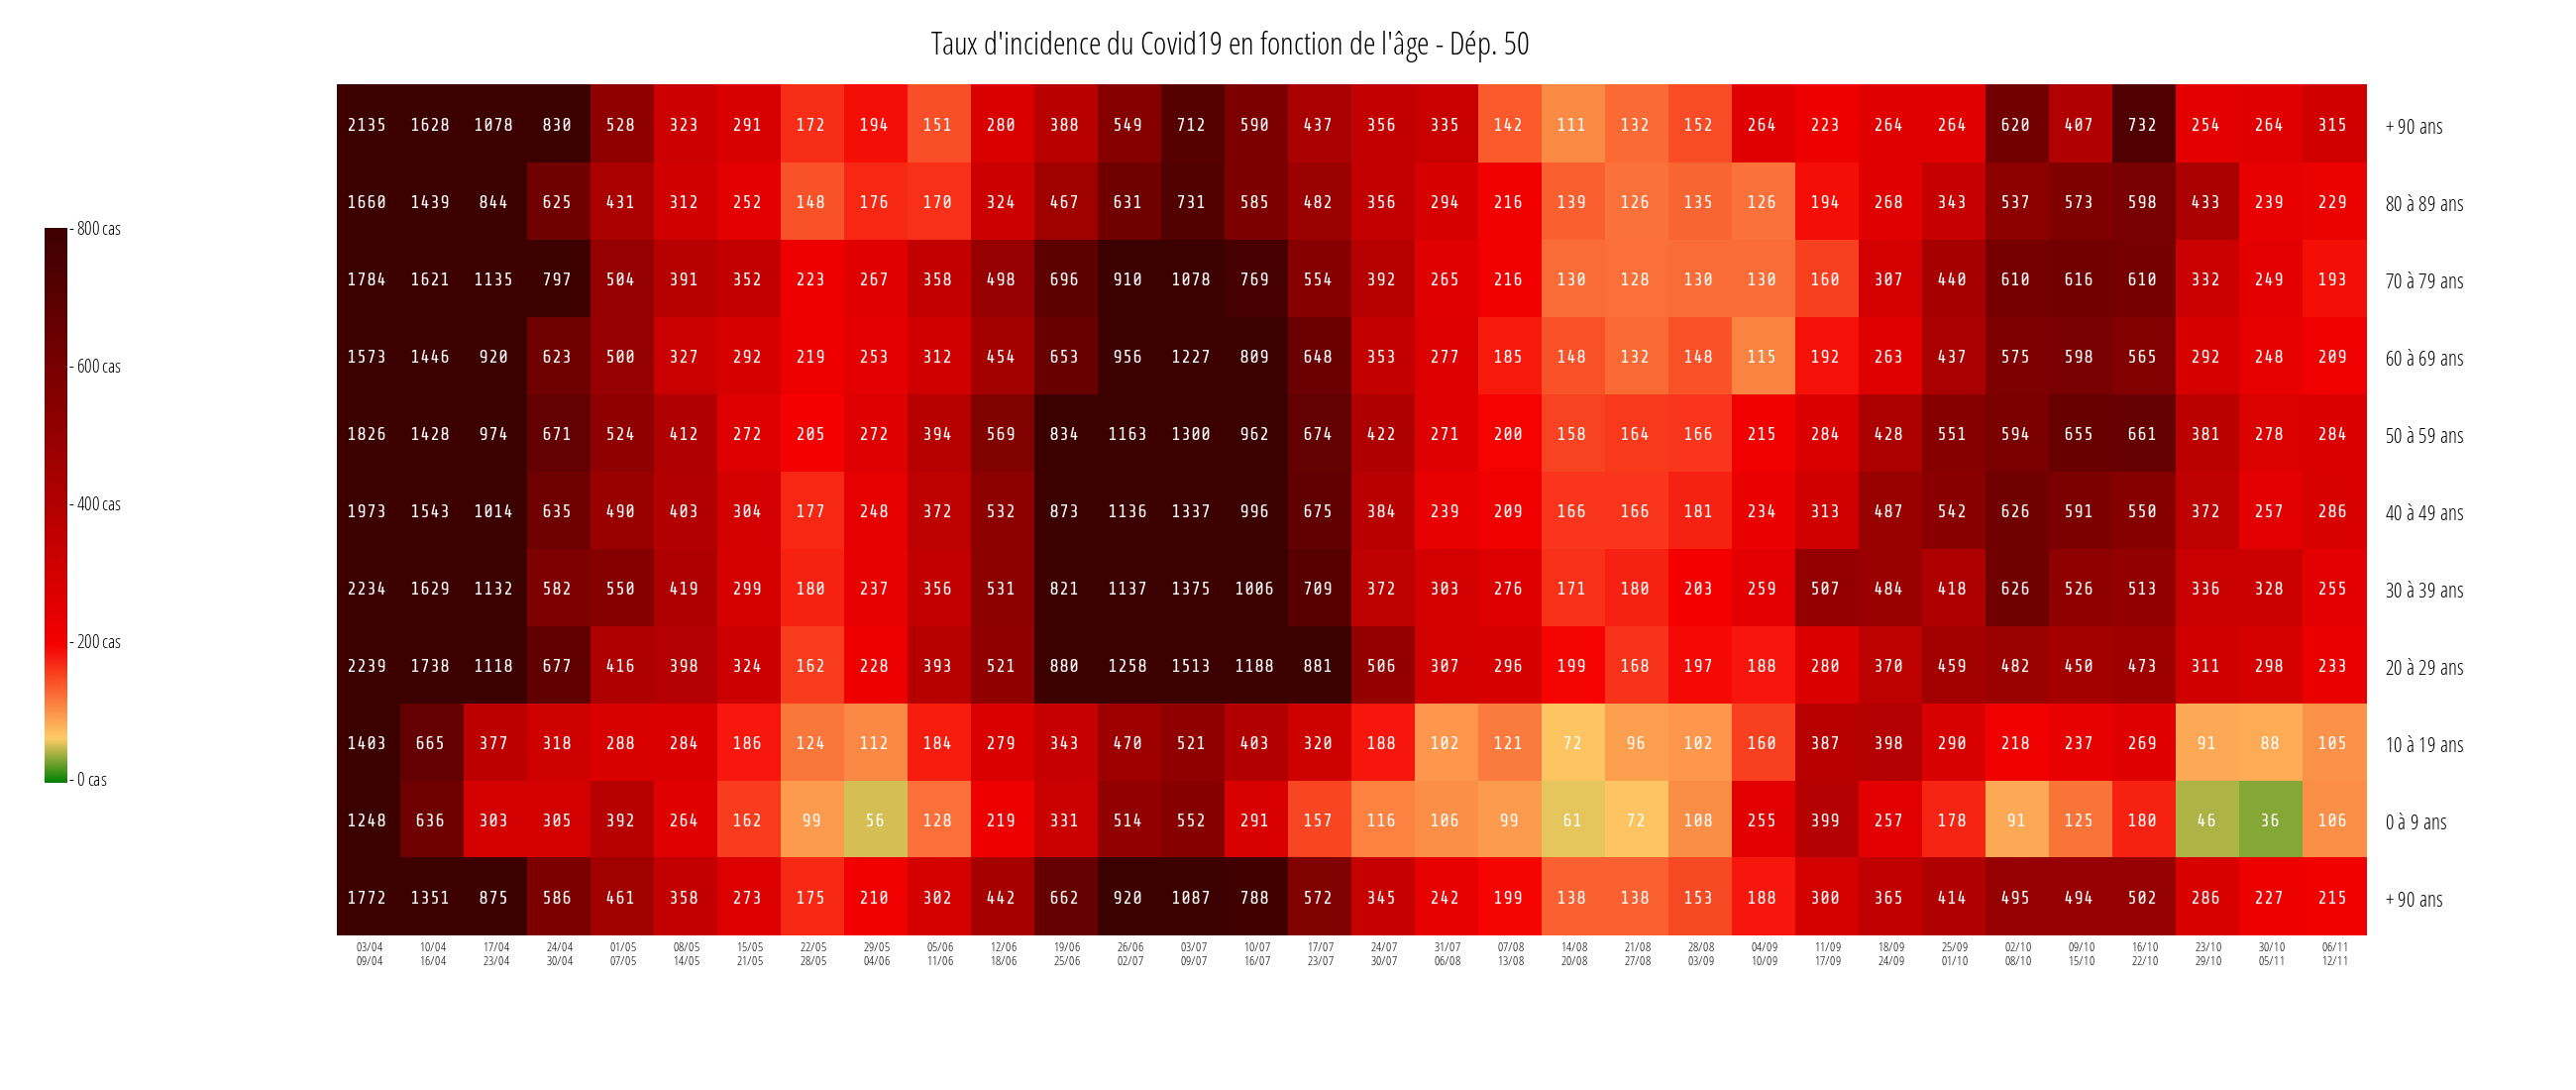 Taux d'incidence du Covid19 en fonction de l'âge - Dép. 50
2135 1628 1078 830 528 323 291 172 194 151 280 388 549 712 590 437 356 335 142 111 132 152 264 223 264 264 620 407 732 254 264 315 + 90 ans
1660 1439 844 625 431 312 252 148 176 170 324 467 631 731 585 482 356 294 216 139 126 135 126 194 268 343 537 573 598 433 239 229 80 à 89 ans
- 800 cas
1784 1621 1135 797 504 391 352 223 267 358 498 696 910 1078 769 554 392 265 216 130 128 130 130 160 307 440 610 616 610 332 249 193 70 à 79 ans
1573 1446 920 623 500 327 292 219 253 312 454 653 956 1227 809 648 353 277 185 148 132 148 115 192 263 437 575 598 565 292 248 209 60 à 69 ans
- 600 cas
1826 1428 974 671 524 412 272 205 272 394 569 834 1163 1300 962 674 422 271 200 158 164 166 215 284 428 551 594 655 661 381 278 284 50 à 59 ans
- 400 cas
1973 1543 1014 635 490 403 304 177 248 372 532 873 1136 1337 996 675 384 239 209 166 166 181 234 313 487 542 626 591 550 372 257 286 40 à 49 ans
2234 1629 1132 582 550 419 299 180 237 356 531 821 1137 1375 1006 709 372 303 276 171 180 203 259 507 484 418 626 526 513 336 328 255 30 à 39 ans
- 200 cas
2239 1738 1118 677 416 398 324 162 228 393 521 880 1258 1513 1188 881 506 307 296 199 168 197 188 280 370 459 482 450 473 311 298 233 20 à 29 ans
1403 665 377 318 288 284 186 124 112 184 279 343 470 521 403 320 188 102 121 72 96 102 160 387 398 290 218 237 269 91 88 105 10 à 19 ans
- 0 cas
1248 636 303 305 392 264 162 99 56 128 219 331 514 552 291 157 116 106 99 61 72 108 255 399 257 178 91 125 180 46 36 106 0 à 9 ans
1772 1351 875 586 461 358 273 175 210 302 442 662 920 1087 788 572 345 242 199 138 138 153 188 300 365 414 495 494 502 286 227 215 + 90 ans
03/04 10/04 17/04 24/04 01/05 08/05 15/05 22/05 29/05 05/06 12/06 19/06 26/06 03/07 10/07 17/07 24/07 31/07 07/08 14/08 21/08 28/08 04/09 11/09 18/09 25/09 02/10 09/10 16/10 23/10 30/10 06/11
09/04 16/04 23/04 30/04 07/05 14/05 21/05 28/05 04/06 11/06 18/06 25/06 02/07 09/07 16/07 23/07 30/07 06/08 13/08 20/08 27/08 03/09 10/09 17/09 24/09 01/10 08/10 15/10 22/10 29/10 05/11 12/11